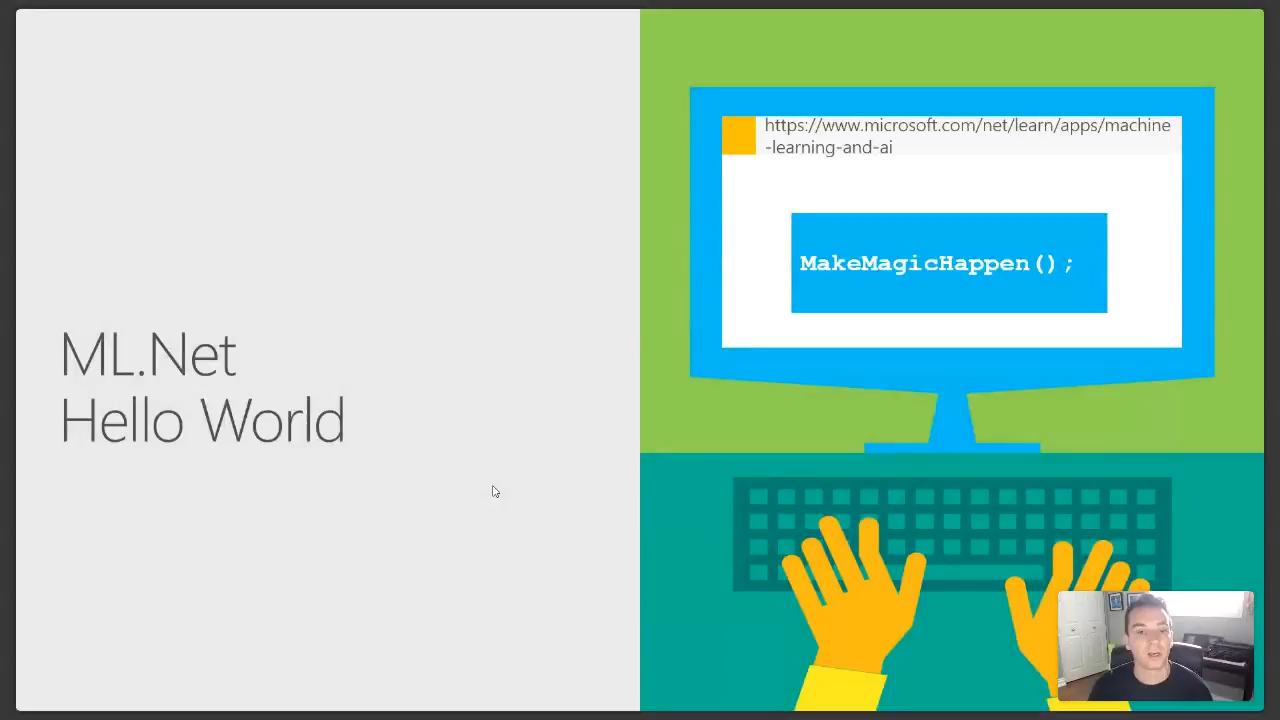 ML.Net
Hello World
https://www.microsoft.com/net/learn/apps/machine
-learning-and-ai
MakeMagicHappen();